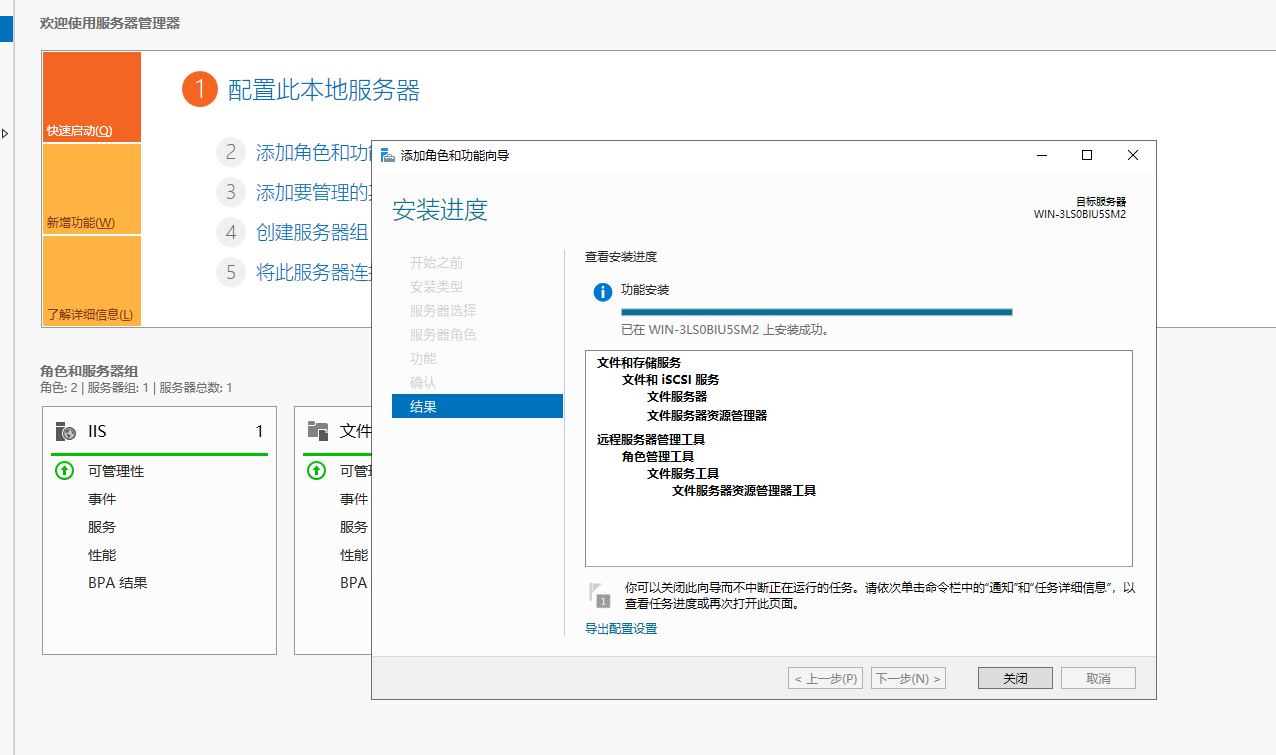 欢迎使用服务器管理器
快速启动(Q)
新增功能(W)
了解详细信息(L)
1 配置此本地服务器
2 添加角色和功
3 添加要管理的
4 创建服务器组
5 将此服务器连
角色和服务器组
角色: 2 | 服务器组: 1 | 服务器总数: 1
IIS 1
可管理性
事件
服务
性能
BPA 结果
文件
可管
事件
服务
性能
BPA
添加角色和功能向导
安装进度
目标服务器
WIN-3LS0BIU5SM2
开始之前
安装类型
服务器选择
服务器角色
功能
确认
结果
查看安装进度
功能安装
已在 WIN-3LS0BIU5SM2 上安装成功。
文件和存储服务
文件和 iSCSI 服务
文件服务器
文件服务器资源管理器
远程服务器管理工具
角色管理工具
文件服务工具
文件服务器资源管理器工具
1
你可以关闭此向导而不中断正在运行的任务。请依次单击命令栏中的“通知”和“任务详细信息”，以
查看任务进度或再次打开此页面。
导出配置设置
< 上一步(P) 下一步(N) > 关闭 取消